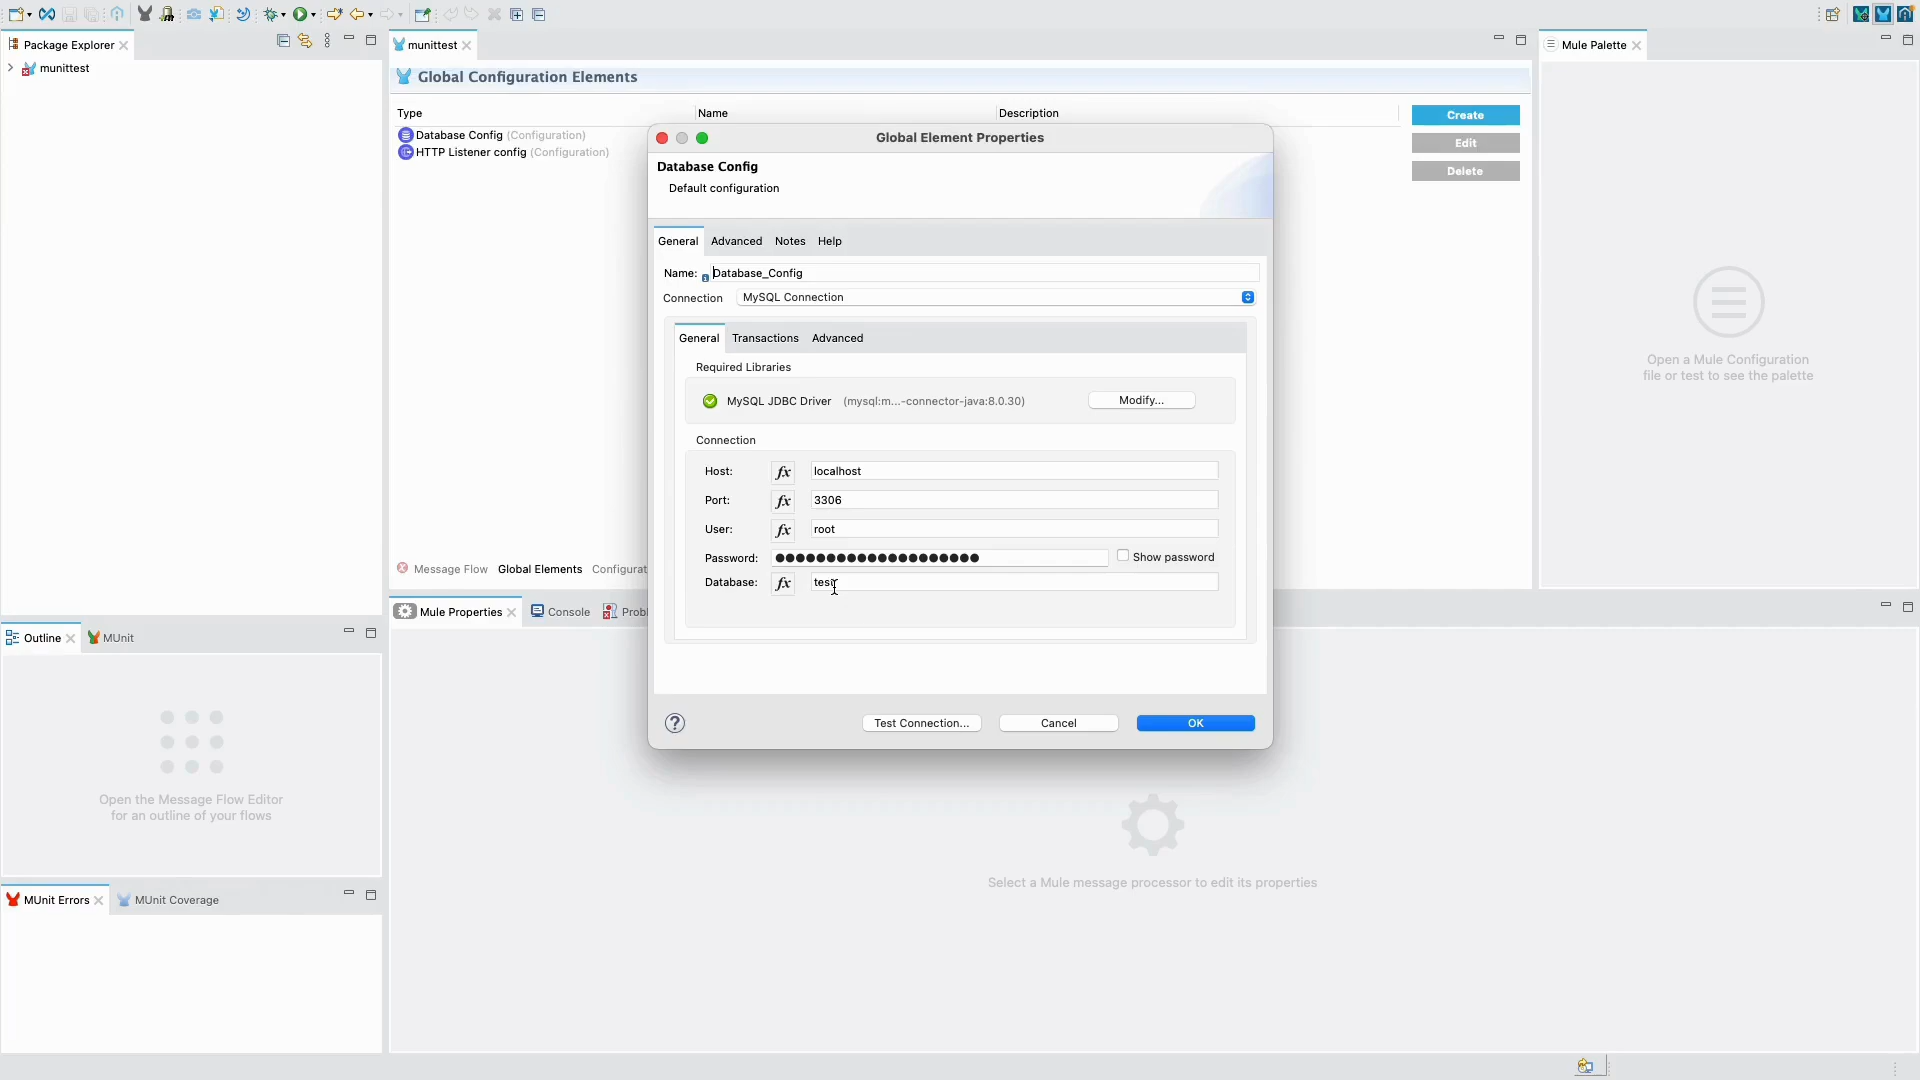 Package Explorer
munittest
munittest
Global Configuration Elements
Type Name Description
Database Config (Configuration)
HTTP Listener config (Configuration)
Create
Edit
Delete
Mule Palette
Open a Mule Configuration
file or test to see the palette
Global Element Properties
Database Config
Default configuration
General Advanced Notes Help
Name: Database_Config
Connection MySQL Connection
General Transactions Advanced
Required Libraries
MySQL JDBC Driver (mysql:m...-connector-java:8.0.30) Modify...
Connection
Host: fx localhost
Port: fx 3306
User: fx root
Password: ●●●●●●●●●●●●●●●●●●●● Show password
Database: fx test
? Test Connection... Cancel OK
Message Flow Global Elements Configurat
Mule Properties Console Probl
Select a Mule message processor to edit its properties
Outline MUnit
Open the Message Flow Editor
for an outline of your flows
MUnit Errors MUnit Coverage